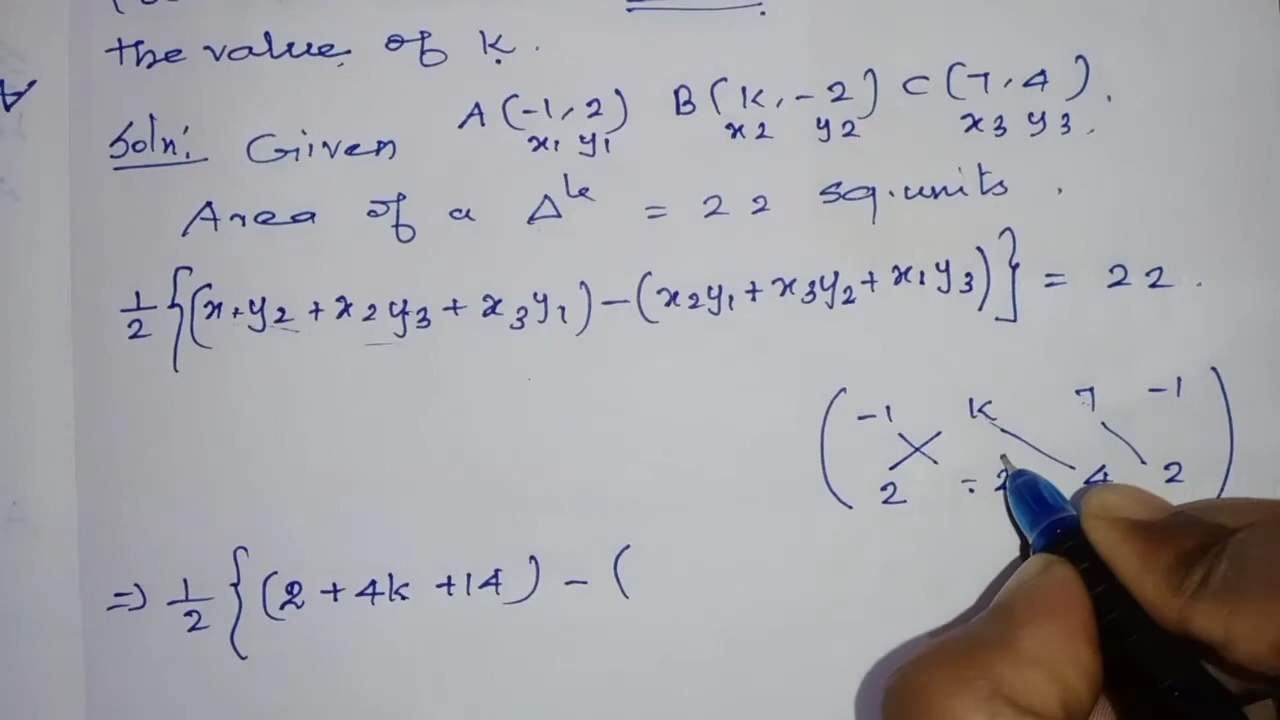 the value of k.
Soln: Given A(-1, 2) B(k, -2) C(7, 4).
x1 y1 x2 y2 x3 y3.
Area of a Δle = 22 sq.units.
1/2 {(x1y2 + x2y3 + x3y1) - (x2y1 + x3y2 + x1y3)} = 22.
( -1 k 7 -1
2 -2 4 2 )
=> 1/2 {(2 + 4k + 14) - (